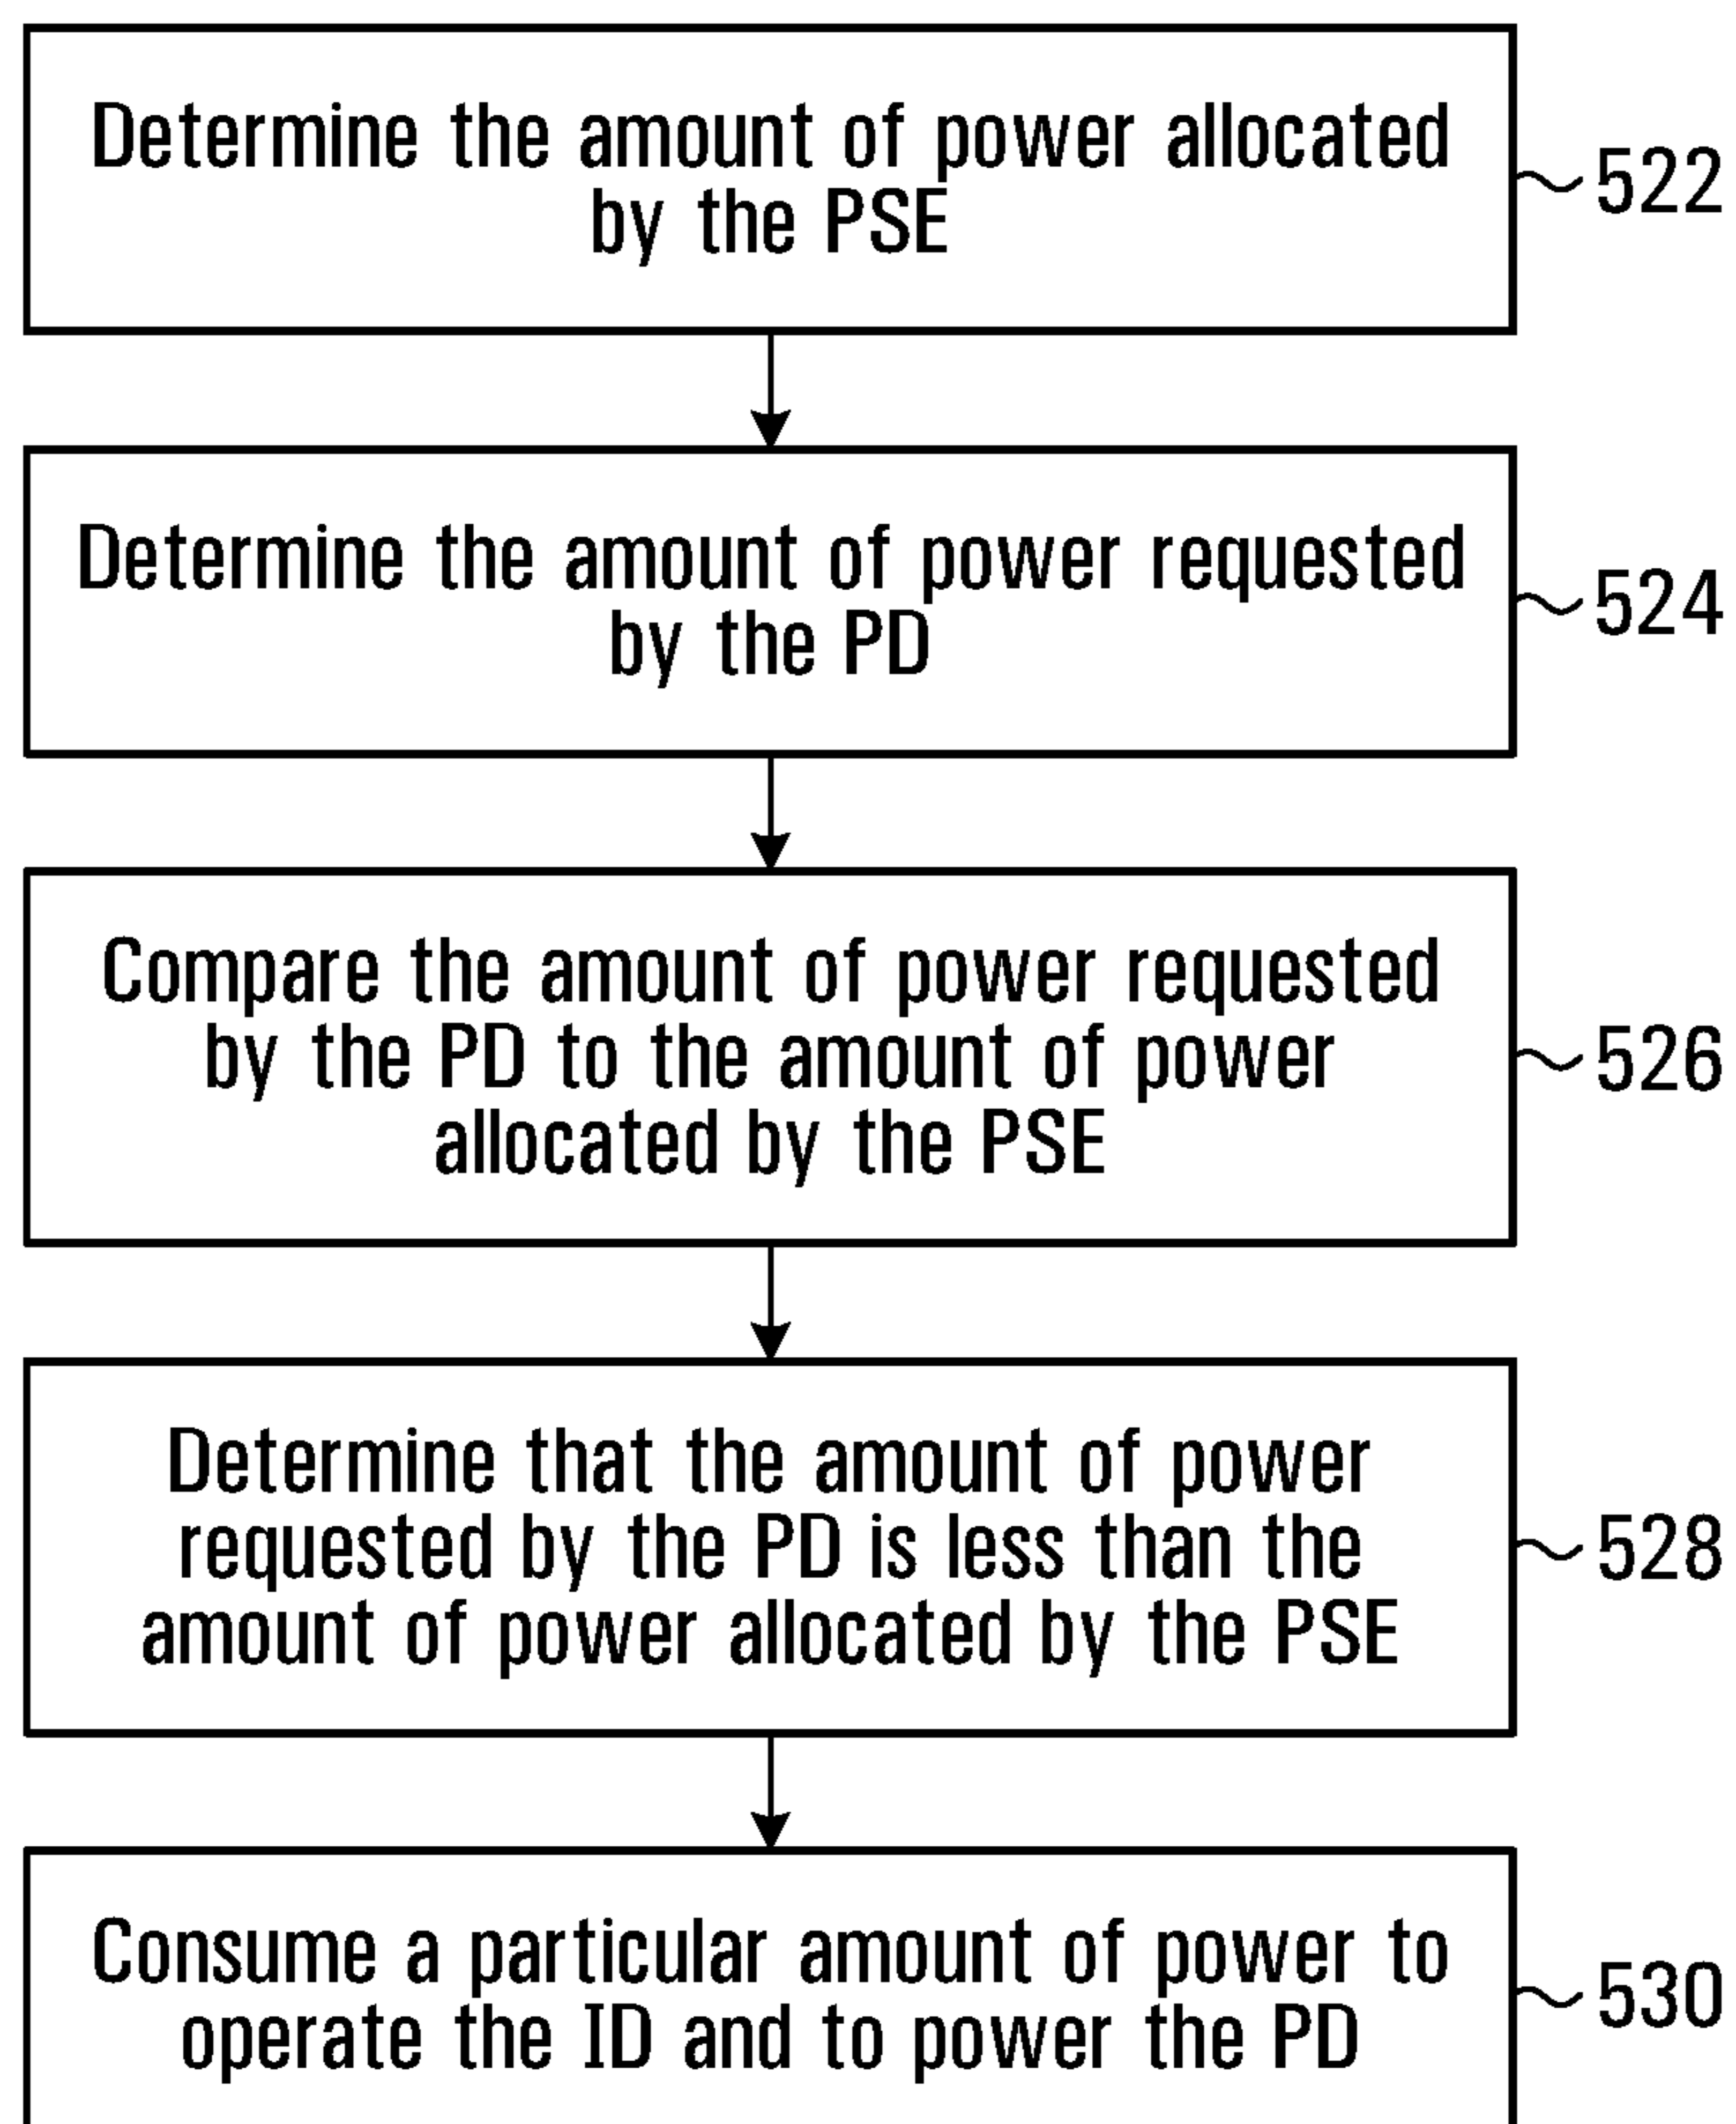 Determine the amount of power allocated
by the PSE
522
Determine the amount of power requested
by the PD
524
Compare the amount of power requested
by the PD to the amount of power
allocated by the PSE
526
Determine that the amount of power
requested by the PD is less than the
amount of power allocated by the PSE
528
Consume a particular amount of power to
operate the ID and to power the PD
530